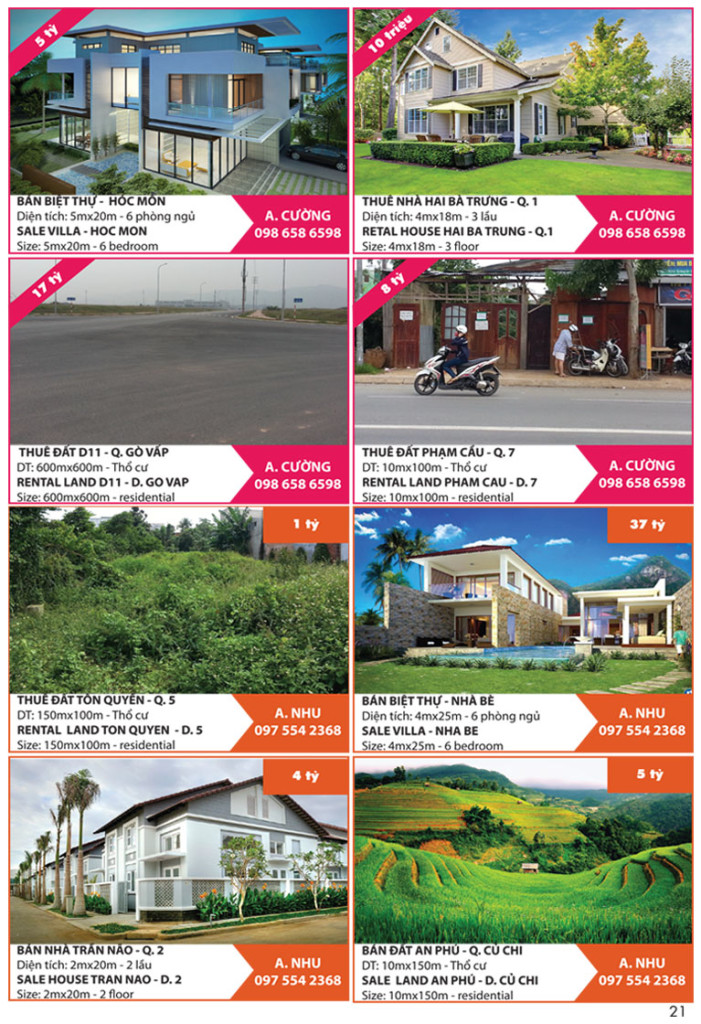 5 tỷ
BÁN BIỆT THỰ - HÓC MÔN
Diện tích: 5mx20m - 6 phòng ngủ
SALE VILLA - HOC MON
Size: 5mx20m - 6 bedroom
A. CƯỜNG
098 658 6598
10 triệu
THUÊ NHÀ HAI BÀ TRƯNG - Q. 1
Diện tích: 4mx18m - 3 lầu
RETAL HOUSE HAI BA TRUNG - Q.1
Size: 4mx18m - 3 floor
A. CƯỜNG
098 658 6598
17 tỷ
THUÊ ĐẤT D11 - Q. GÒ VẤP
DT: 600mx600m - Thổ cư
RENTAL LAND D11 - D. GO VAP
Size: 600mx600m - residential
A. CƯỜNG
098 658 6598
8 tỷ
THUÊ ĐẤT PHẠM CẦU - Q. 7
DT: 10mx100m - Thổ cư
RENTAL LAND PHAM CAU - D. 7
Size: 10mx100m - residential
A. CƯỜNG
098 658 6598
1 tỷ
THUÊ ĐẤT TÔN QUYỀN - Q. 5
DT: 150mx100m - Thổ cư
RENTAL LAND TON QUYEN - D. 5
Size: 150mx100m - residential
A. NHU
097 554 2368
37 tỷ
BÁN BIỆT THỰ - NHÀ BÈ
Diện tích: 4mx25m - 6 phòng ngủ
SALE VILLA - NHA BE
Size: 4mx25m - 6 bedroom
A. NHU
097 554 2368
4 tỷ
BÁN NHÀ TRẦN NÃO - Q. 2
Diện tích: 2mx20m - 2 lầu
SALE HOUSE TRAN NAO - D. 2
Size: 2mx20m - 2 floor
A. NHU
097 554 2368
5 tỷ
BÁN ĐẤT AN PHÚ - Q. CỦ CHI
DT: 10mx150m - Thổ cư
SALE LAND AN PHÚ - D. CỦ CHI
Size: 10mx150m - residential
A. NHU
097 554 2368
21